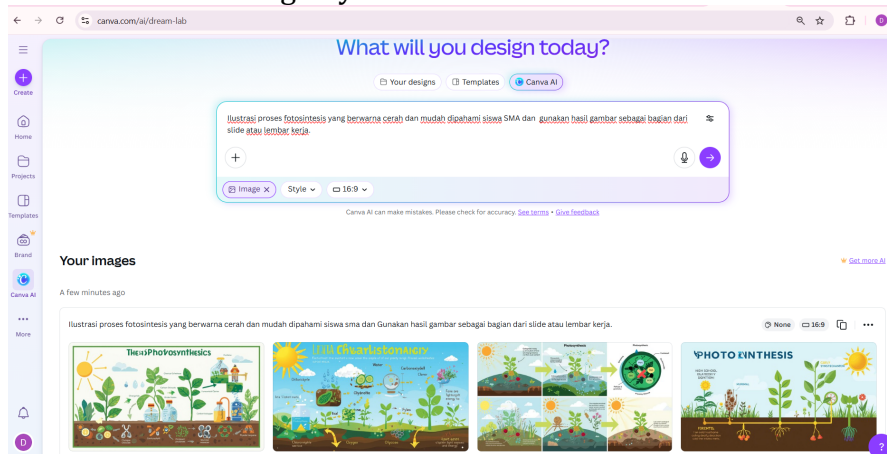 canva.com/ai/dream-lab
D
What will you design today?
Your designs
Templates
Canva AI
Ilustrasi proses fotosintesis yang berwarna cerah dan mudah dipahami siswa SMA dan gunakan hasil gambar sebagai bagian dari
slide atau lembar kerja.
Image
Style
16:9
Canva AI can make mistakes. Please check for accuracy. See terms • Give feedback
Create
Home
Projects
Templates
Brand
Canva AI
More
D
Your images
Get more AI
A few minutes ago
Ilustrasi proses fotosintesis yang berwarna cerah dan mudah dipahami siswa sma dan Gunakan hasil gambar sebagai bagian dari slide atau lembar kerja.
None
16:9
?